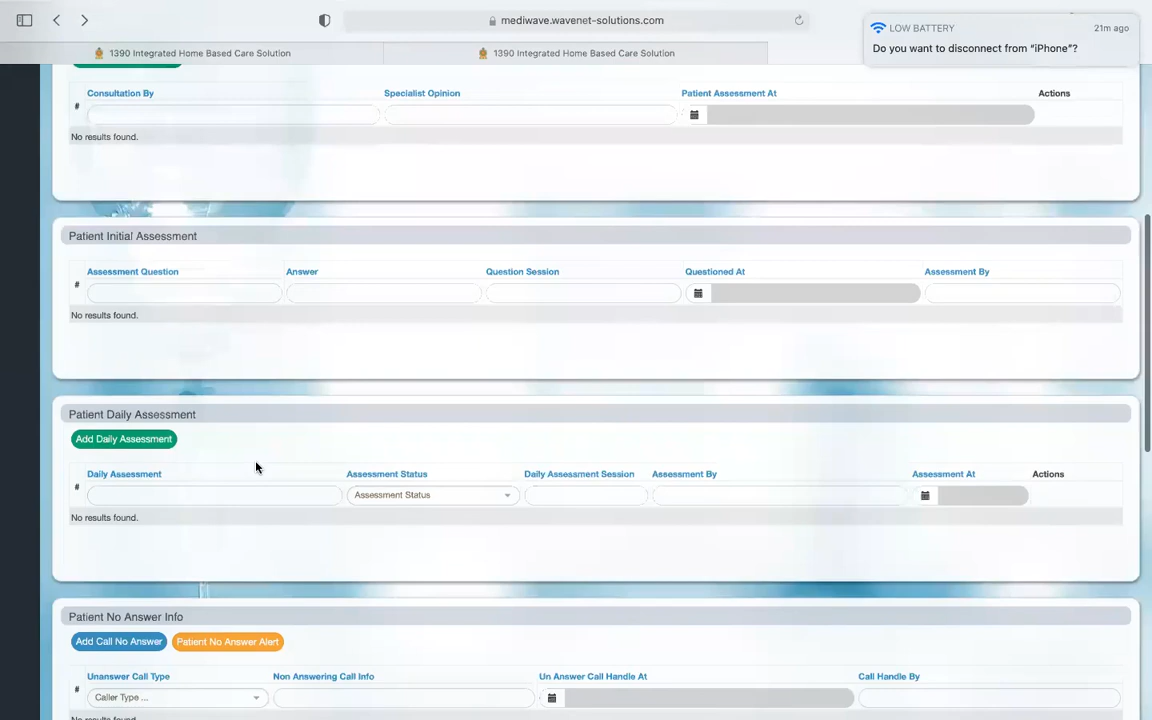 mediwave.wavenet-solutions.com
LOW BATTERY 21m ago
Do you want to disconnect from “iPhone”?
1390 Integrated Home Based Care Solution 1390 Integrated Home Based Care Solution
Consultation By Specialist Opinion Patient Assessment At Actions
#
No results found.
Patient Initial Assessment
Assessment Question Answer Question Session Questioned At Assessment By
#
No results found.
Patient Daily Assessment
Add Daily Assessment
Daily Assessment Assessment Status Daily Assessment Session Assessment By Assessment At Actions
# Assessment Status
No results found.
Patient No Answer Info
Add Call No Answer Patient No Answer Alert
Unanswer Call Type Non Answering Call Info Un Answer Call Handle At Call Handle By
# Caller Type ...
No results found.